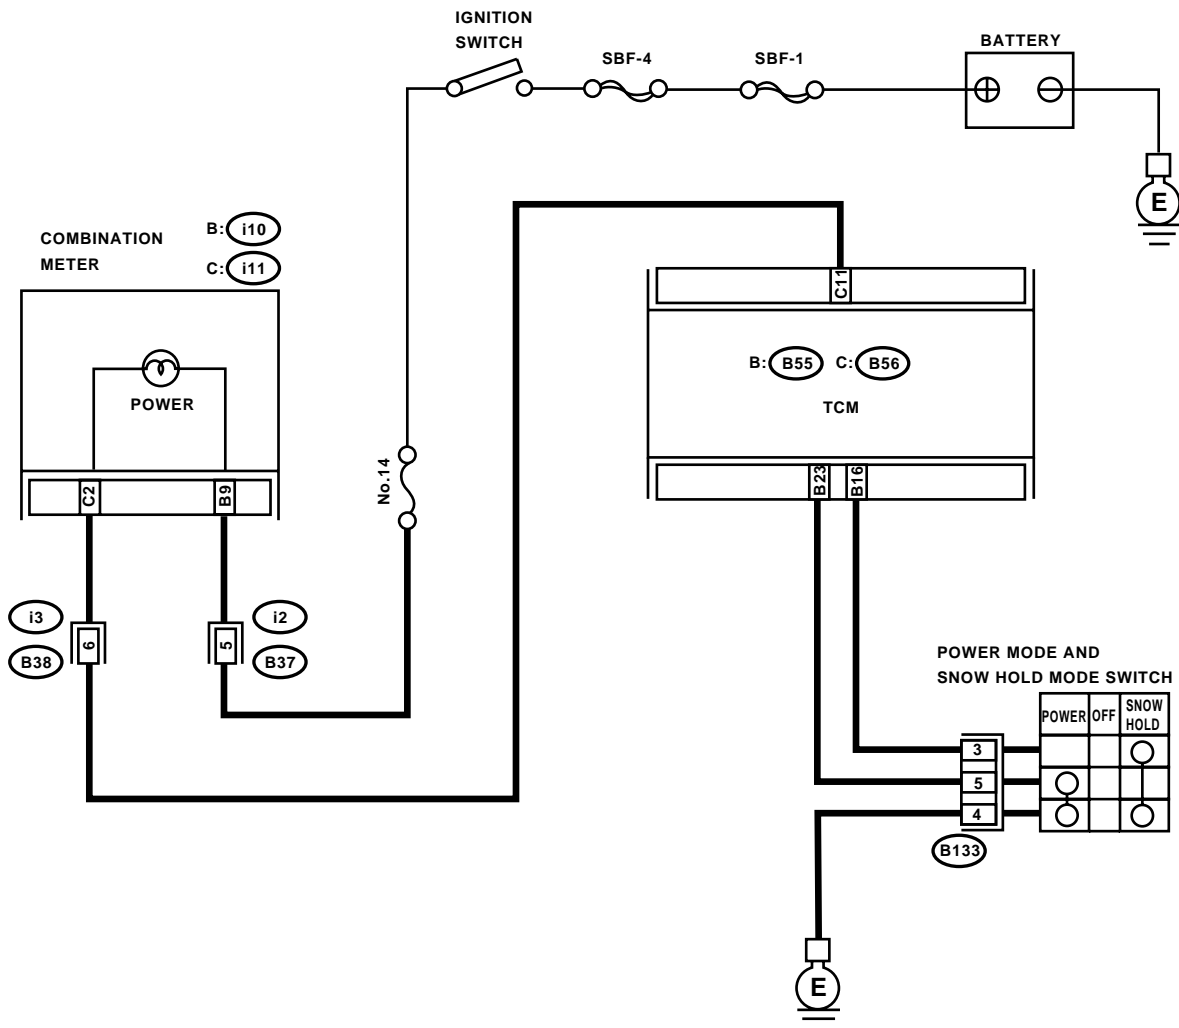 IGNITION
SWITCH
SBF-4
SBF-1
BATTERY
E
COMBINATION
METER
B: i10
C: i11
C11
B: B55 C: B56
TCM
POWER
No.14
C2
B9
B23
B16
i3
B38
6
5
i2
B37
POWER MODE AND
SNOW HOLD MODE SWITCH
POWER OFF SNOW
HOLD
3
5
4
B133
E